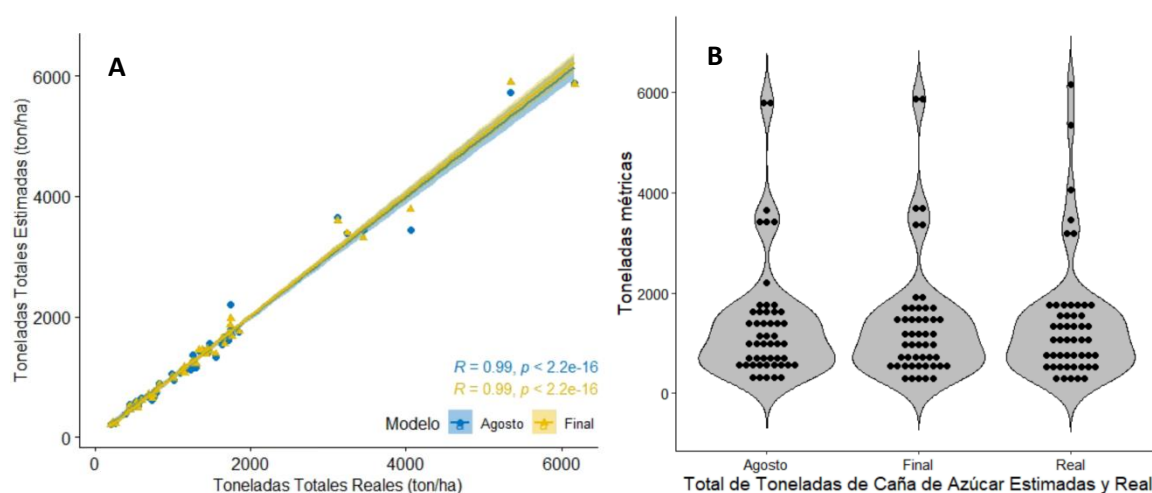 A
6000
4000
2000
0
Toneladas Totales Estimadas (ton/ha)
R = 0.99, p < 2.2e-16
R = 0.99, p < 2.2e-16
Modelo Agosto Final
0 2000 4000 6000
Toneladas Totales Reales (ton/ha)
B
6000
4000
2000
0
Toneladas métricas
Agosto Final Real
Total de Toneladas de Caña de Azúcar Estimadas y Real